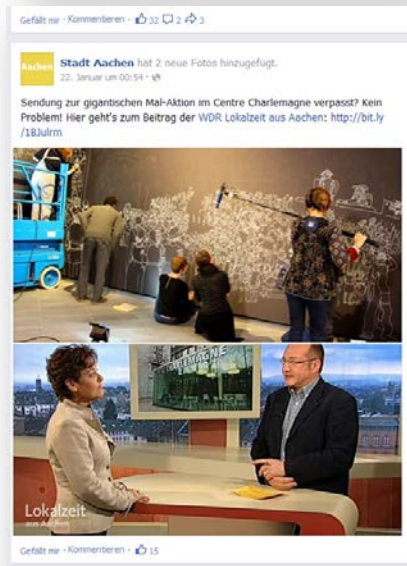 Gefällt mir · Kommentieren · 32 2 3
Aachen
Stadt Aachen hat 2 neue Fotos hinzugefügt.
22. Januar um 00:54 ·
Sendung zur gigantischen Mal-Aktion im Centre Charlemagne verpasst? Kein
Problem! Hier geht's zum Beitrag der WDR Lokalzeit aus Aachen: http://bit.ly
/1BJulrm
Lokalzeit
aus Aachen
Gefällt mir · Kommentieren · 15